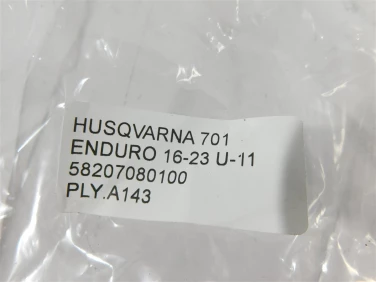 HUSQVARNA 701
ENDURO 16-23 U-11
58207080100
PLY.A143